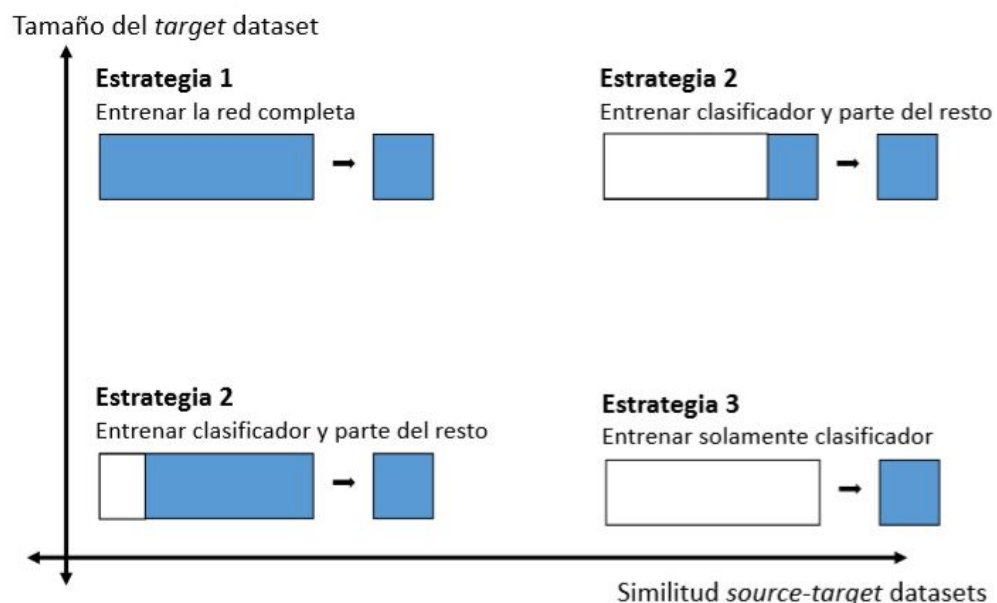 Tamaño del target dataset
Estrategia 1
Entrenar la red completa
Estrategia 2
Entrenar clasificador y parte del resto
Estrategia 2
Entrenar clasificador y parte del resto
Estrategia 3
Entrenar solamente clasificador
Similitud source-target datasets